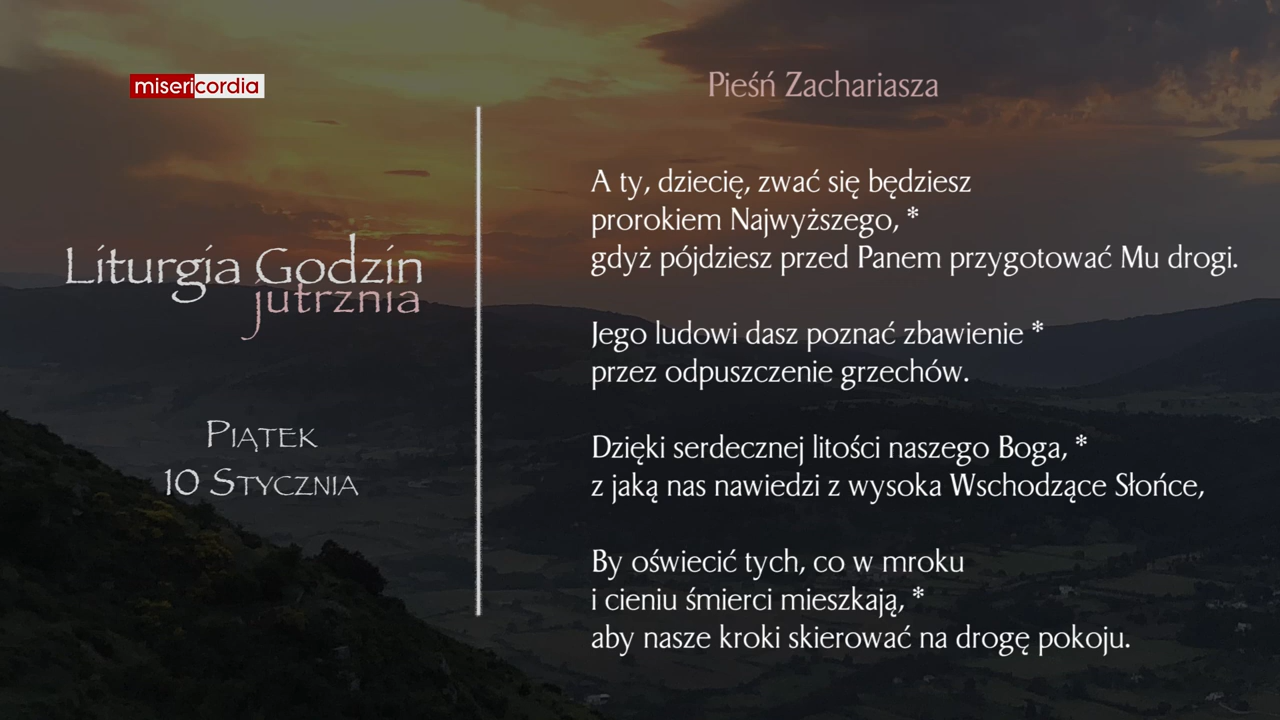 misericordia
Liturgia Godzin
jutrznia
Piątek
10 Stycznia
Pieśń Zachariasza
A ty, dziecię, zwać się będziesz
prorokiem Najwyższego, *
gdyż pójdziesz przed Panem przygotować Mu drogi.
Jego ludowi dasz poznać zbawienie *
przez odpuszczenie grzechów.
Dzięki serdecznej litości naszego Boga, *
z jaką nas nawiedzi z wysoka Wschodzące Słońce,
By oświecić tych, co w mroku
i cieniu śmierci mieszkają, *
aby nasze kroki skierować na drogę pokoju.